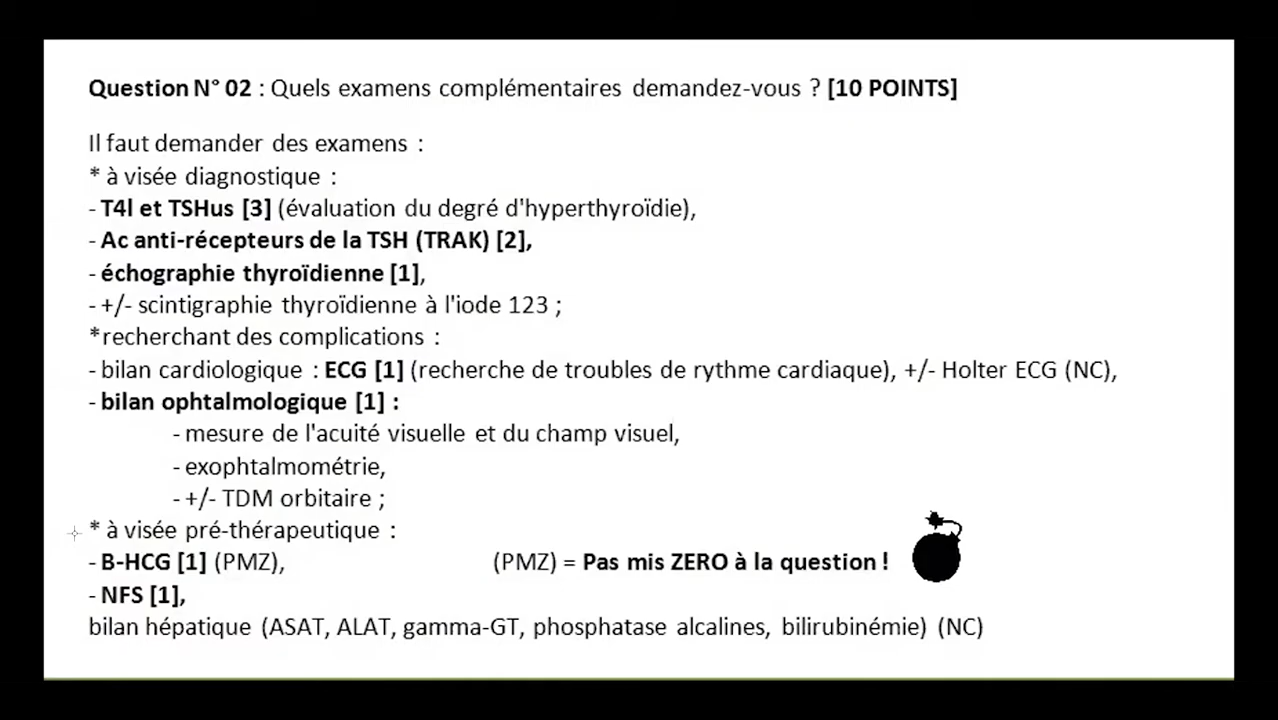 Question N° 02 : Quels examens complémentaires demandez-vous ? [10 POINTS]
Il faut demander des examens :
* à visée diagnostique :
- T4l et TSHus [3] (évaluation du degré d'hyperthyroïdie),
- Ac anti-récepteurs de la TSH (TRAK) [2],
- échographie thyroïdienne [1],
- +/- scintigraphie thyroïdienne à l'iode 123 ;
*recherchant des complications :
- bilan cardiologique : ECG [1] (recherche de troubles de rythme cardiaque), +/- Holter ECG (NC),
- bilan ophtalmologique [1] :
- mesure de l'acuité visuelle et du champ visuel,
- exophtalmométrie,
- +/- TDM orbitaire ;
* à visée pré-thérapeutique :
- B-HCG [1] (PMZ), (PMZ) = Pas mis ZERO à la question !
- NFS [1],
bilan hépatique (ASAT, ALAT, gamma-GT, phosphatase alcalines, bilirubinémie) (NC)